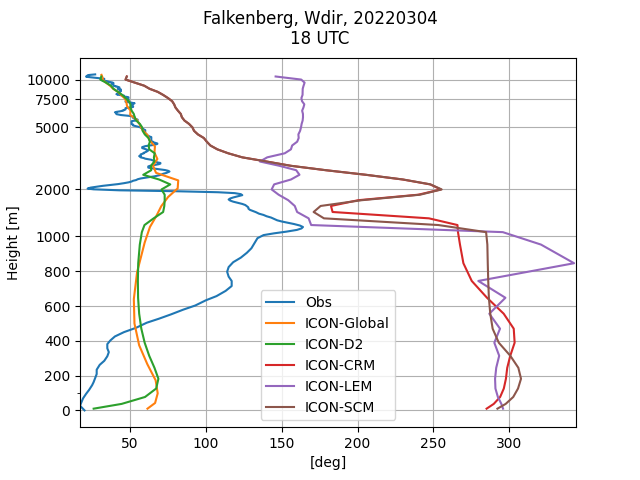 Falkenberg, Wdir, 20220304
18 UTC
Height [m]
10000
7500
5000
2000
1000
800
600
400
200
0
Obs
ICON-Global
ICON-D2
ICON-CRM
ICON-LEM
ICON-SCM
50 100 150 200 250 300
[deg]